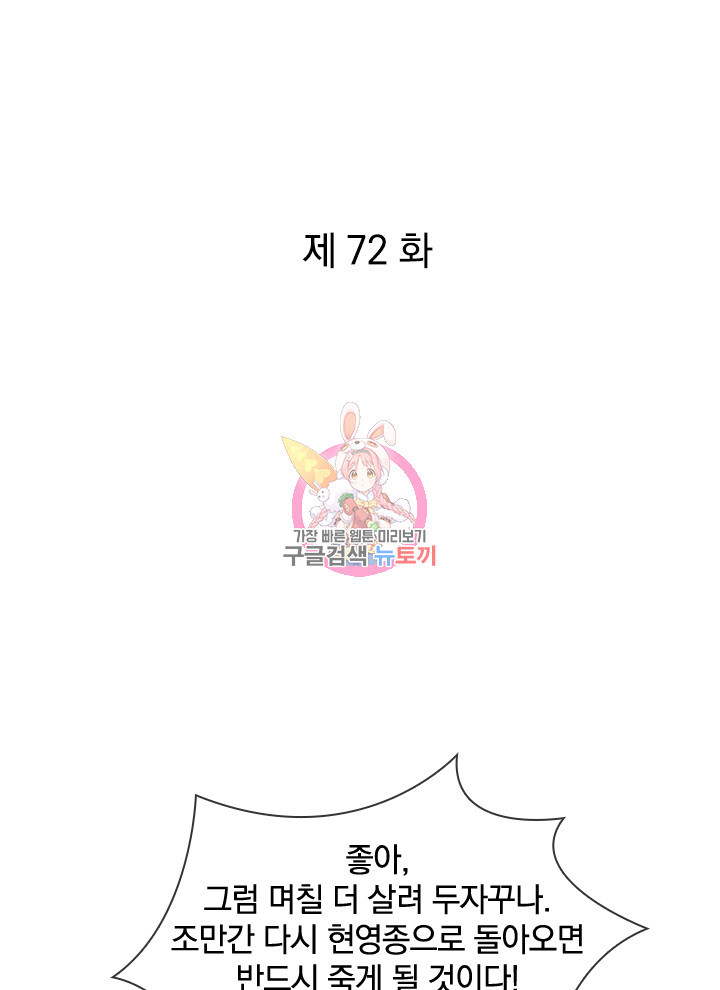 제 72 화
가장 빠른 웹툰 미리보기
구글검색 뉴토끼
좋아,
그럼 며칠 더 살려 두자꾸나.
조만간 다시 현영종으로 돌아오면
반드시 죽게 될 것이다!